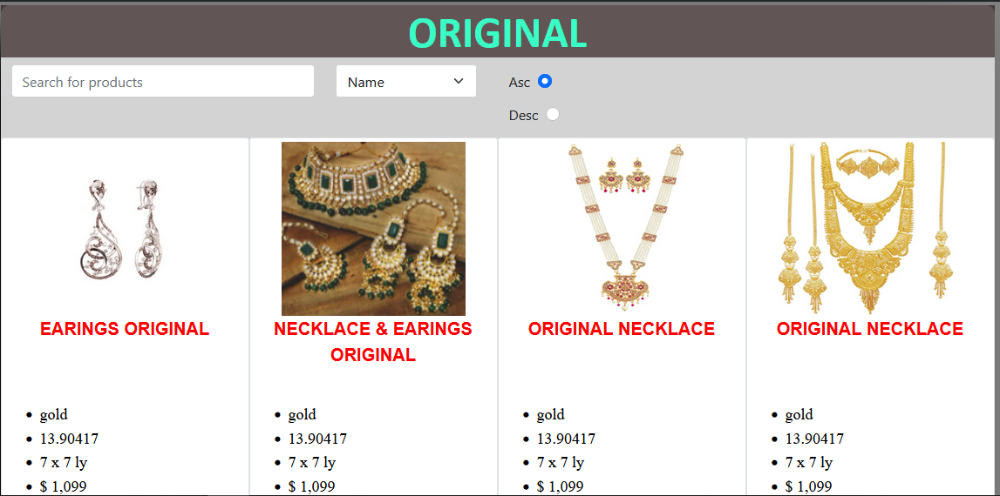 ORIGINAL
Search for products
Name
Asc
Desc
EARINGS ORIGINAL
NECKLACE & EARINGS
ORIGINAL
ORIGINAL NECKLACE
ORIGINAL NECKLACE
gold
13.90417
7 x 7 ly
$ 1,099
gold
13.90417
7 x 7 ly
$ 1,099
gold
13.90417
7 x 7 ly
$ 1,099
gold
13.90417
7 x 7 ly
$ 1,099